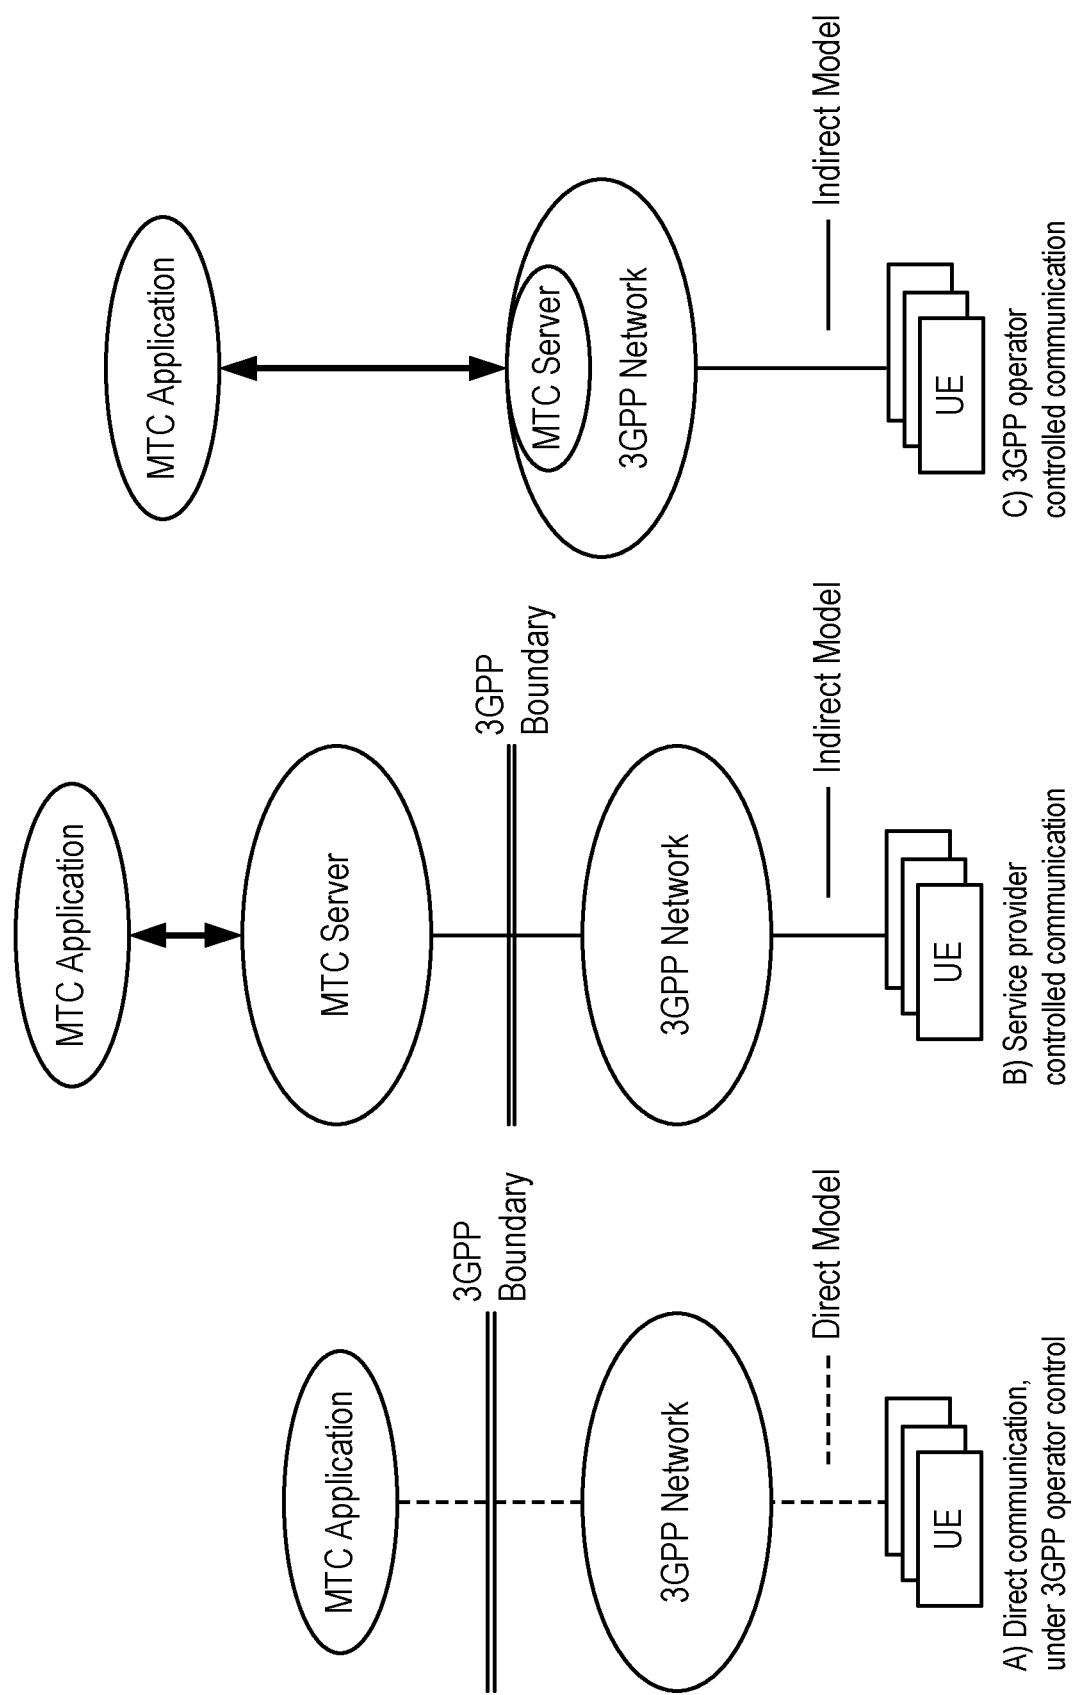 MTC Application
3GPP
Boundary
3GPP Network
Direct Model
UE
A) Direct communication,
under 3GPP operator control
MTC Application
MTC Server
3GPP
Boundary
3GPP Network
Indirect Model
UE
B) Service provider
controlled communication
MTC Application
MTC Server
3GPP Network
Indirect Model
UE
C) 3GPP operator
controlled communication